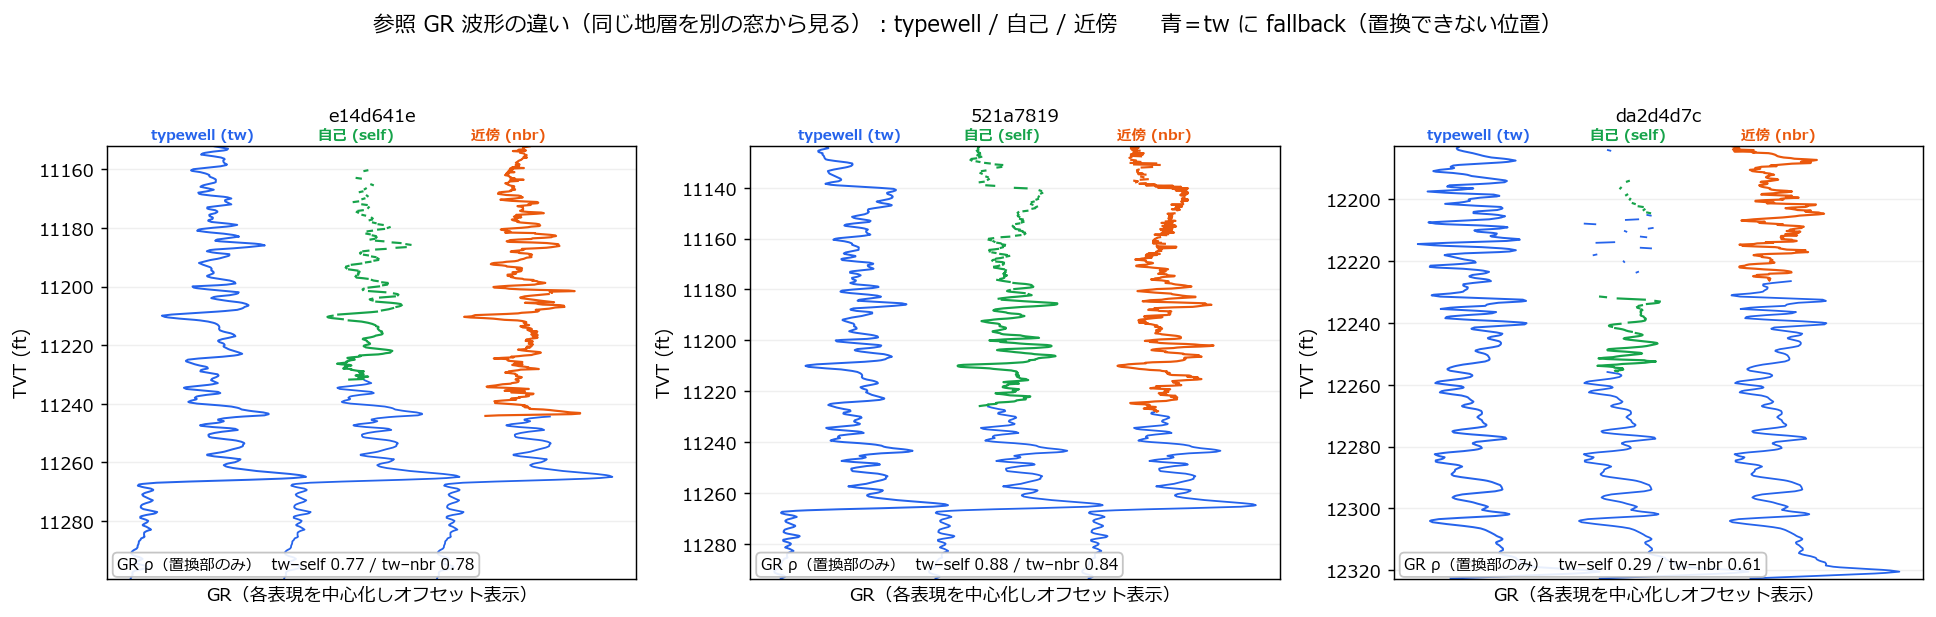 参照 GR 波形の違い（同じ地層を別の窓から見る）：typewell / 自己 / 近傍　　青＝tw に fallback（置換できない位置）
e14d641e
typewell (tw) 自己 (self) 近傍 (nbr)
11160
11180
11200
11220
11240
11260
11280
TVT (ft)
GR ρ（置換部のみ） tw–self 0.77 / tw–nbr 0.78
GR（各表現を中心化しオフセット表示）
521a7819
typewell (tw) 自己 (self) 近傍 (nbr)
11140
11160
11180
11200
11220
11240
11260
11280
TVT (ft)
GR ρ（置換部のみ） tw–self 0.88 / tw–nbr 0.84
GR（各表現を中心化しオフセット表示）
da2d4d7c
typewell (tw) 自己 (self) 近傍 (nbr)
12200
12220
12240
12260
12280
12300
12320
TVT (ft)
GR ρ（置換部のみ） tw–self 0.29 / tw–nbr 0.61
GR（各表現を中心化しオフセット表示）